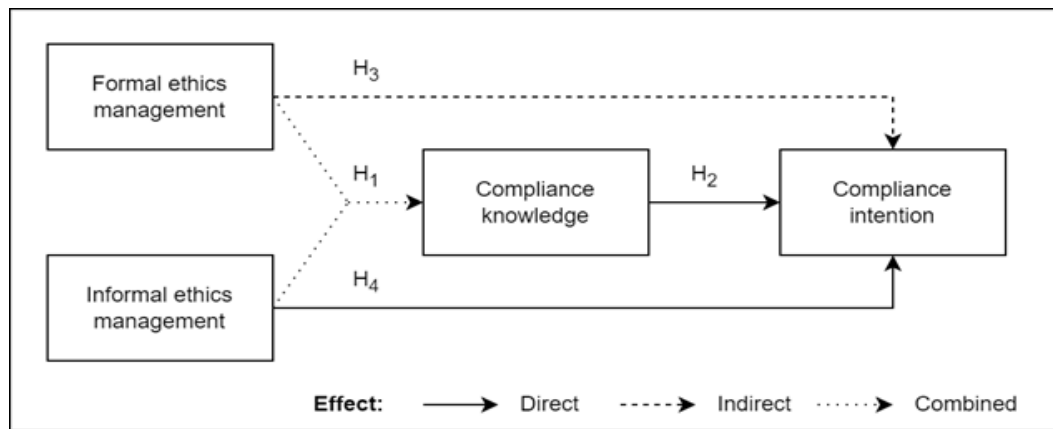 Formal ethics
management
H3
H1
Compliance
knowledge
H2
Compliance
intention
Informal ethics
management
H4
Effect: Direct Indirect Combined